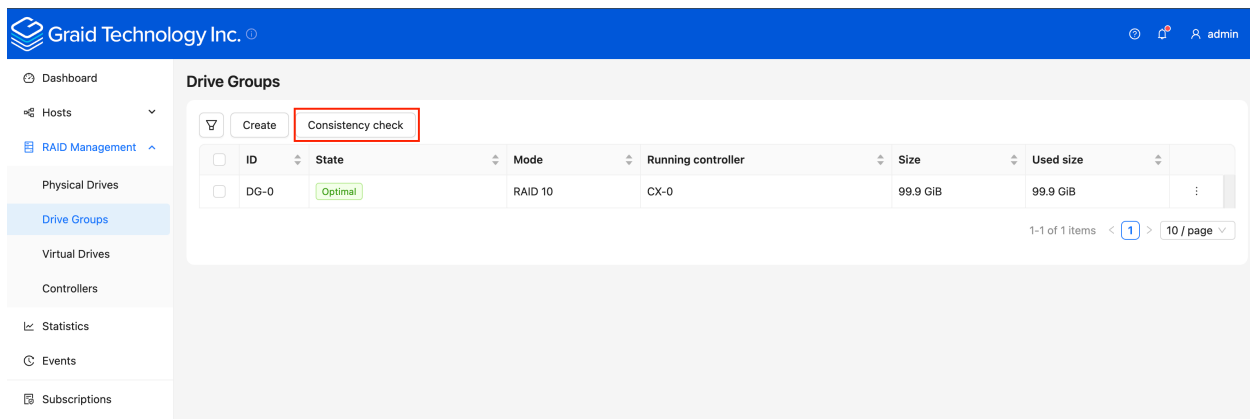 Graid Technology Inc.
admin
Dashboard
Hosts
RAID Management
Physical Drives
Drive Groups
Virtual Drives
Controllers
Statistics
Events
Subscriptions
Drive Groups
Create Consistency check
ID State Mode Running controller Size Used size
DG-0 Optimal RAID 10 CX-0 99.9 GiB 99.9 GiB
1-1 of 1 items < 1 > 10 / page